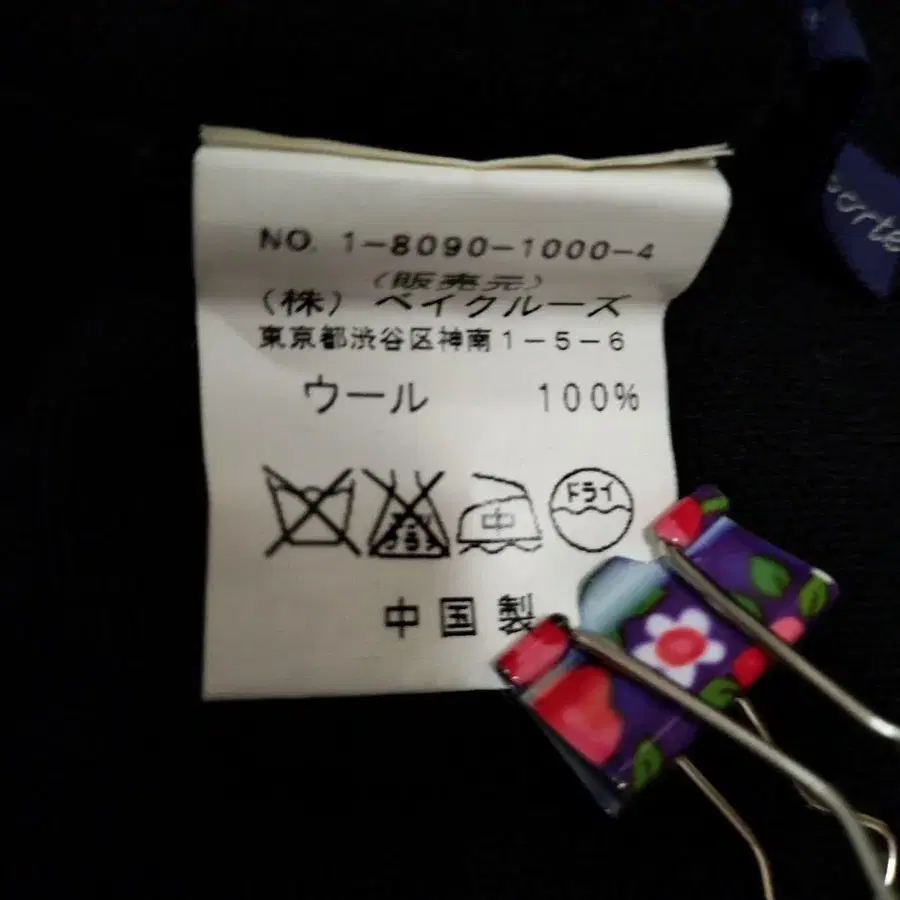 NO. 1-8090-1000-4
(販売元)
(株) ベイクルーズ
東京都渋谷区神南1-5-6
ウール 100%
中 ドライ
中国製